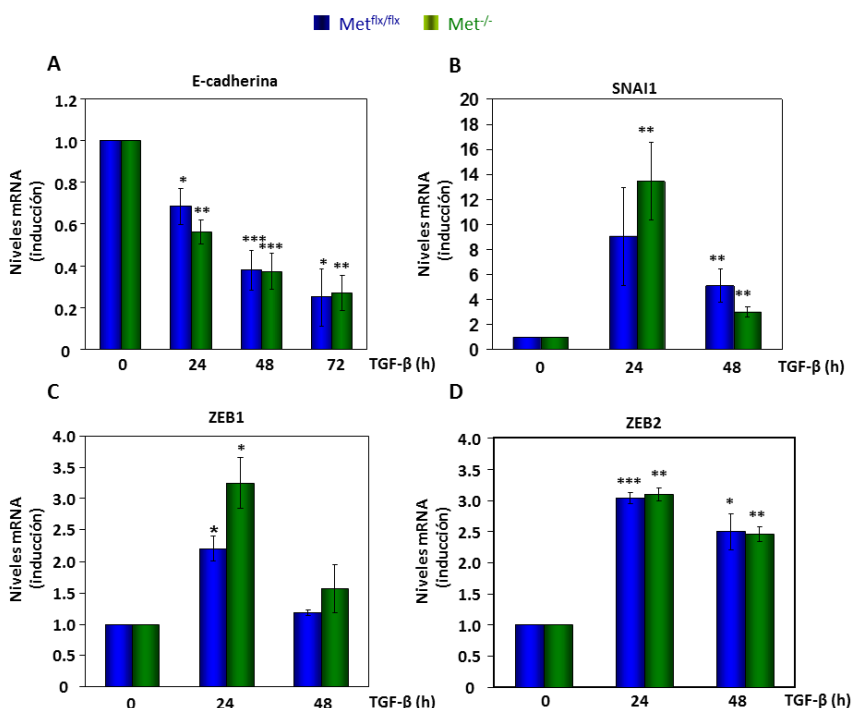 Metflx/flx Met-/-
A
E-cadherina
Niveles mRNA
(inducción)
1.2
1.0
0.8
0.6
0.4
0.2
0
* ** *** *** * **
0 24 48 72 TGF-β (h)
B
SNAI1
Niveles mRNA
(inducción)
20
18
16
14
12
10
8
6
4
2
0
** ** **
0 24 48 TGF-β (h)
C
ZEB1
Niveles mRNA
(inducción)
4.0
3.5
3.0
2.5
2.0
1.5
1.0
0.5
0
* *
0 24 48 TGF-β (h)
D
ZEB2
Niveles mRNA
(inducción)
4.0
3.5
3.0
2.5
2.0
1.5
1.0
0.5
0
*** ** * **
0 24 48 TGF-β (h)